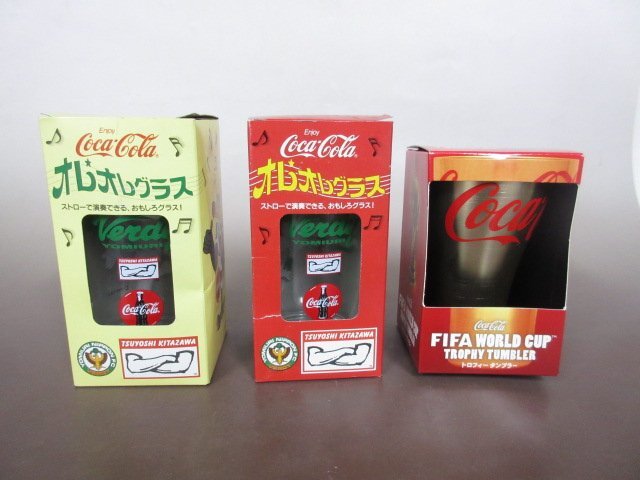 Enjoy
Coca-Cola
オレオレグラス
ストローで演奏できる、おもしろグラス!
Verd
YOMIURI
TSUYOSHI KITAZAWA
Coca-Cola
TSUYOSHI KITAZAWA
Enjoy
Coca-Cola
オレオレグラス
ストローで演奏できる、おもしろグラス!
Verd
YOMIURI
TSUYOSHI KITAZAWA
Coca-Cola
TSUYOSHI KITAZAWA
Coca
Coca-Cola
FIFA WORLD CUP™
TROPHY TUMBLER
トロフィー タンブラー